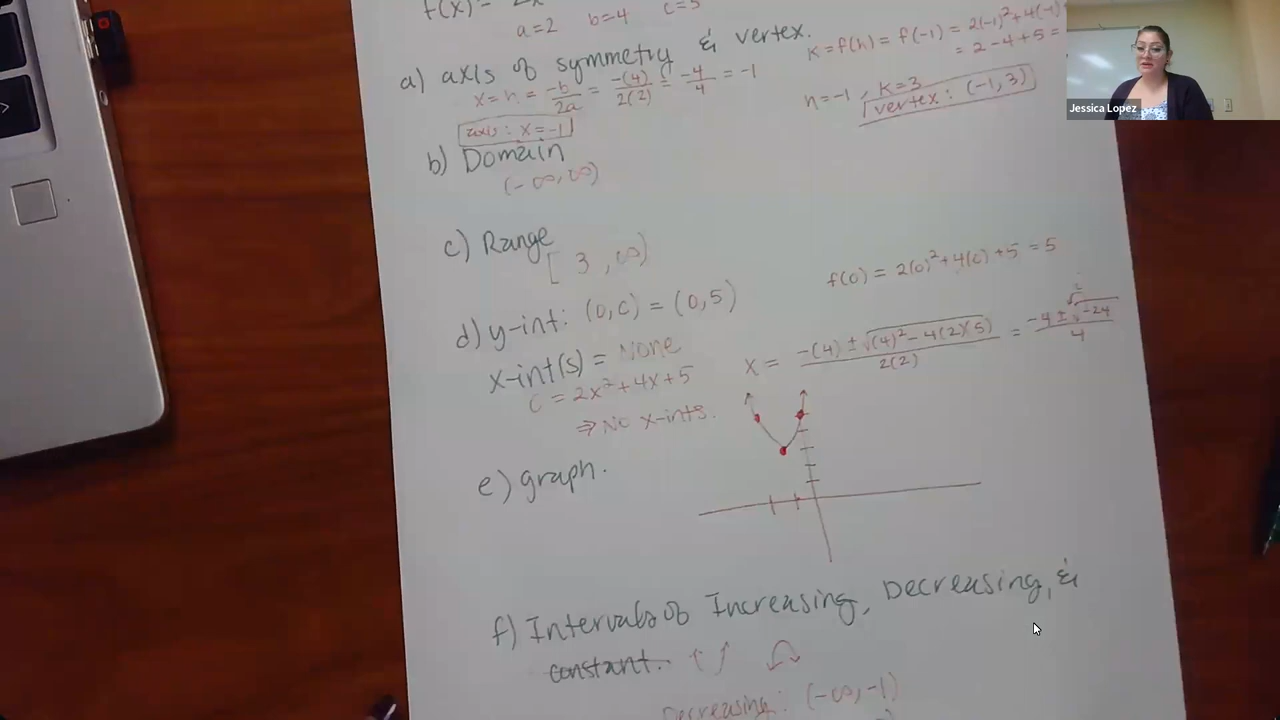 f(x) = 2x
a=2 b=4 c=5
a) axis of symmetry & vertex.
x=h = -b/2a = -(4)/2(2) = -4/4 = -1
axis: x=-1
k=f(h) = f(-1) = 2(-1)²+4(-1)
= 2-4+5 =
h=-1, k=3
vertex: (-1,3)
Jessica Lopez
b) Domain
(-∞,∞)
c) Range
[3,∞)
f(0) = 2(0)²+4(0)+5 = 5
d) y-int: (0,c) = (0,5)
x-int(s) = None
0 = 2x²+4x+5
⇒ No x-ints.
x = -(4) ± √(4)²-4(2)(5) / 2(2) = -4 ± √-24 / 4
e) graph.
f) Intervals of Increasing, Decreasing, &
constant.
Decreasing: (-∞,-1)